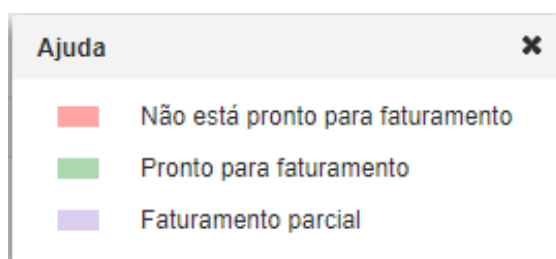 Ajuda
Não está pronto para faturamento
Pronto para faturamento
Faturamento parcial